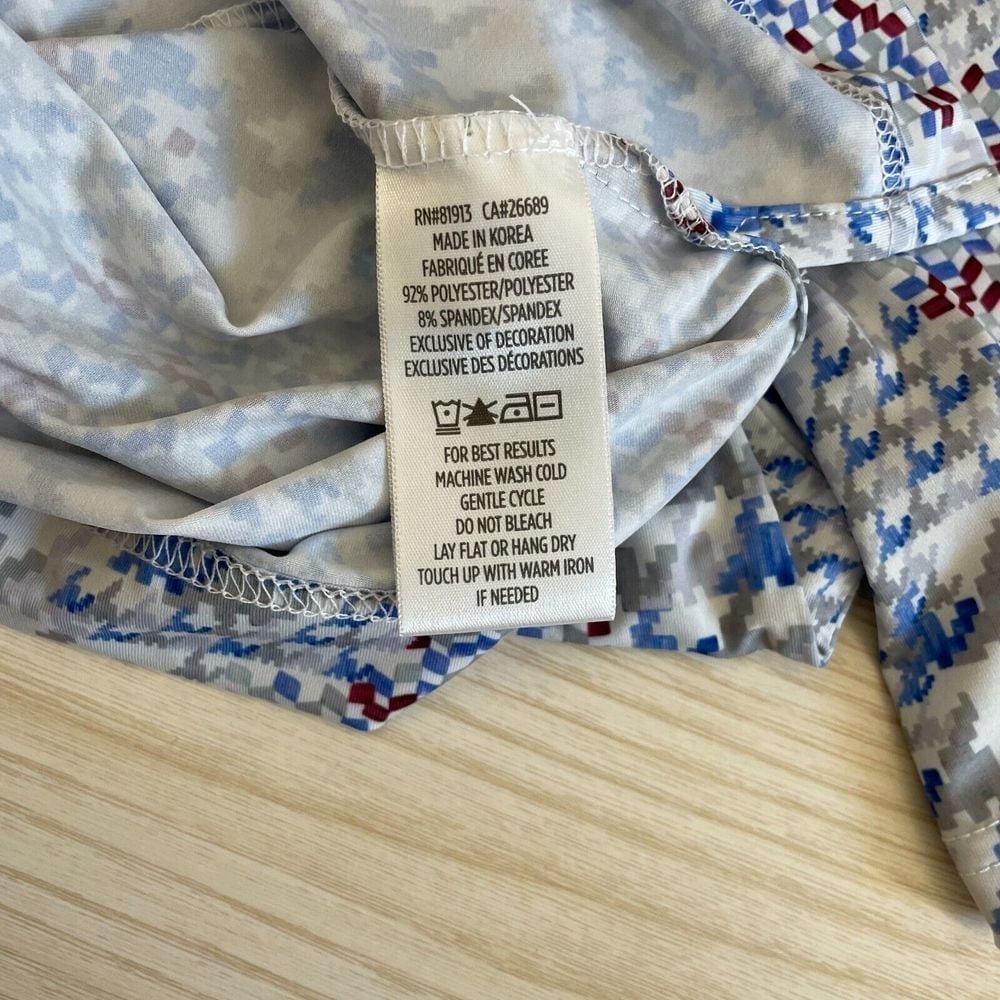 RN#81913 CA#26689
MADE IN KOREA
FABRIQUÉ EN COREE
92% POLYESTER/POLYESTER
8% SPANDEX/SPANDEX
EXCLUSIVE OF DECORATION
EXCLUSIVE DES DÉCORATIONS
FOR BEST RESULTS
MACHINE WASH COLD
GENTLE CYCLE
DO NOT BLEACH
LAY FLAT OR HANG DRY
TOUCH UP WITH WARM IRON
IF NEEDED